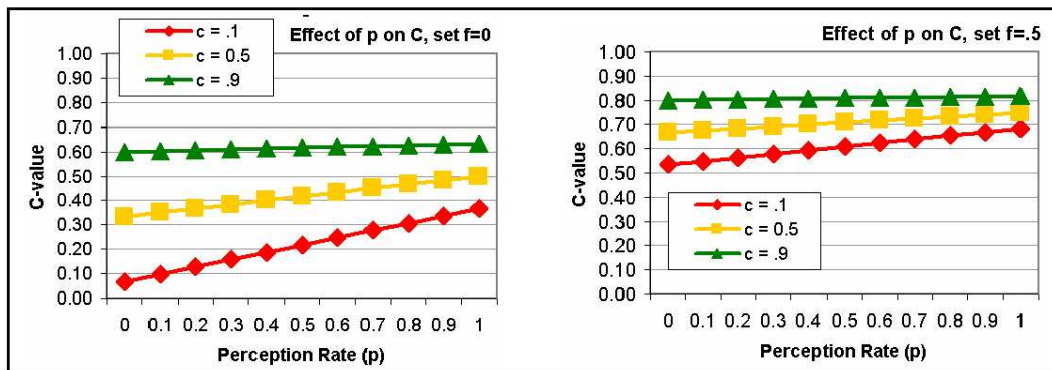 Effect of p on C, set f=0
c = .1
c = 0.5
c = .9
C-value
1.00
0.90
0.80
0.70
0.60
0.50
0.40
0.30
0.20
0.10
0.00
0 0.1 0.2 0.3 0.4 0.5 0.6 0.7 0.8 0.9 1
Perception Rate (p)
Effect of p on C, set f=.5
C-value
1.00
0.90
0.80
0.70
0.60
0.50
0.40
0.30
0.20
0.10
0.00
c = .1
c = 0.5
c = .9
0 0.1 0.2 0.3 0.4 0.5 0.6 0.7 0.8 0.9 1
Perception Rate (p)